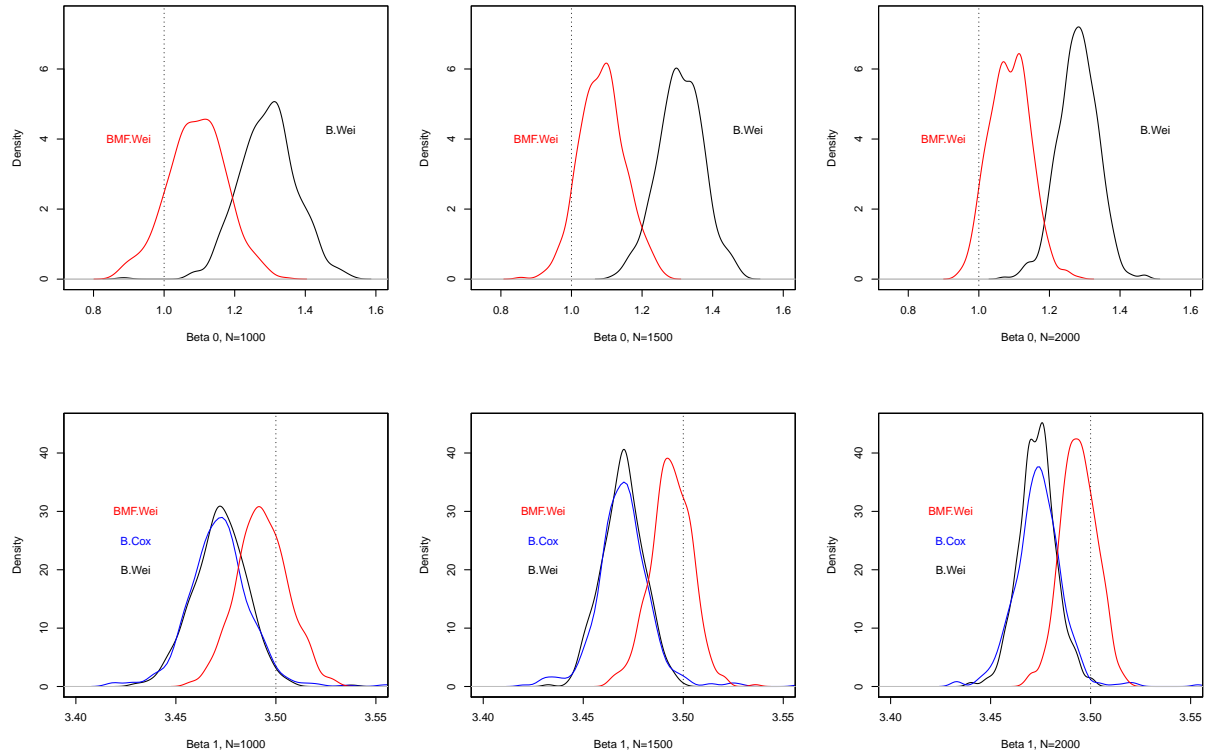 Density
0 2 4 6
BMF.Wei
B.Wei
0.8 1.0 1.2 1.4 1.6
Beta 0, N=1000
Density
0 2 4 6
BMF.Wei
B.Wei
0.8 1.0 1.2 1.4 1.6
Beta 0, N=1500
Density
0 2 4 6
BMF.Wei
B.Wei
0.8 1.0 1.2 1.4 1.6
Beta 0, N=2000
Density
0 10 20 30 40
BMF.Wei
B.Cox
B.Wei
3.40 3.45 3.50 3.55
Beta 1, N=1000
Density
0 10 20 30 40
BMF.Wei
B.Cox
B.Wei
3.40 3.45 3.50 3.55
Beta 1, N=1500
Density
0 10 20 30 40
BMF.Wei
B.Cox
B.Wei
3.40 3.45 3.50 3.55
Beta 1, N=2000